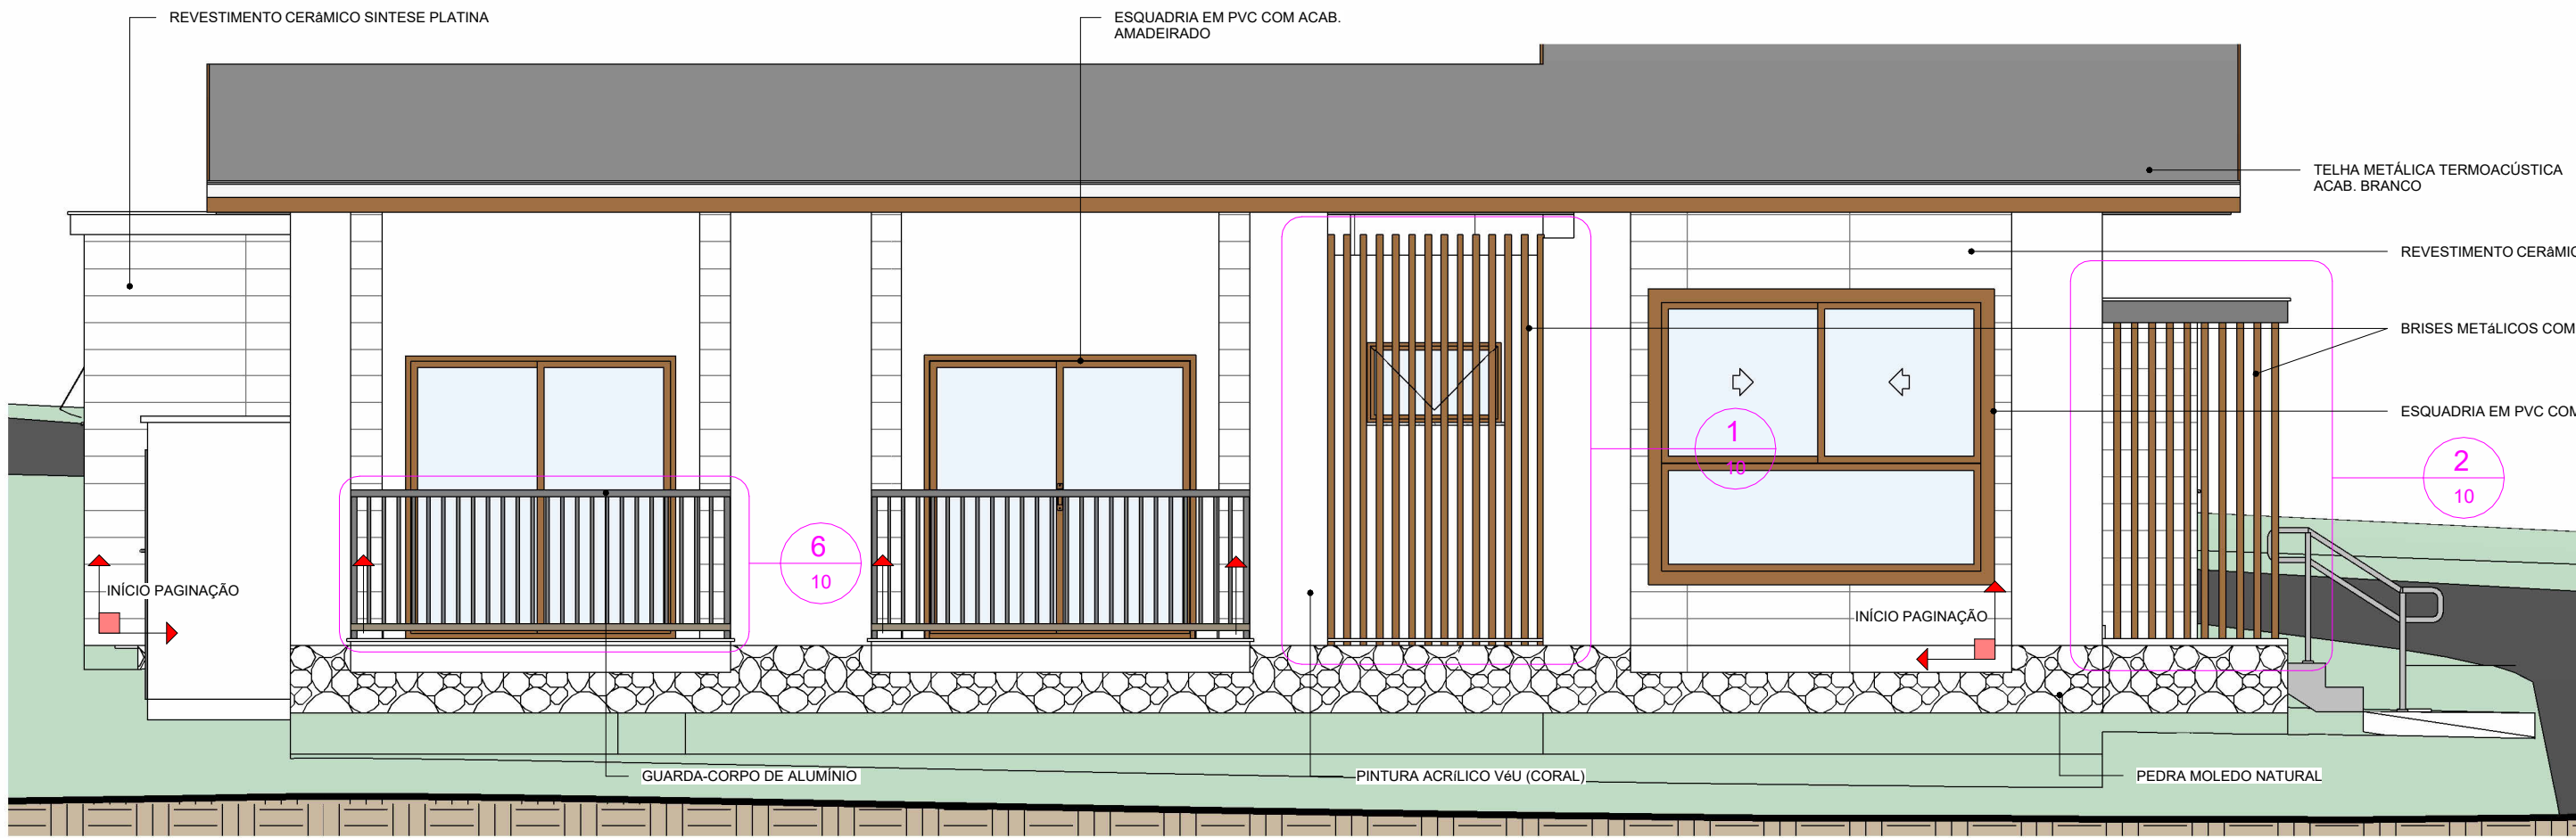 REVESTIMENTO CERâMICO SINTESE PLATINA
ESQUADRIA EM PVC COM ACAB.
AMADEIRADO
TELHA METÁLICA TERMOACÚSTICA
ACAB. BRANCO
REVESTIMENTO CERâMIC
BRISES METáLICOS COM
ESQUADRIA EM PVC COM
1
10
2
10
6
10
INÍCIO PAGINAÇÃO
INÍCIO PAGINAÇÃO
GUARDA-CORPO DE ALUMÍNIO
PINTURA ACRíLICO VéU (CORAL)
PEDRA MOLEDO NATURAL